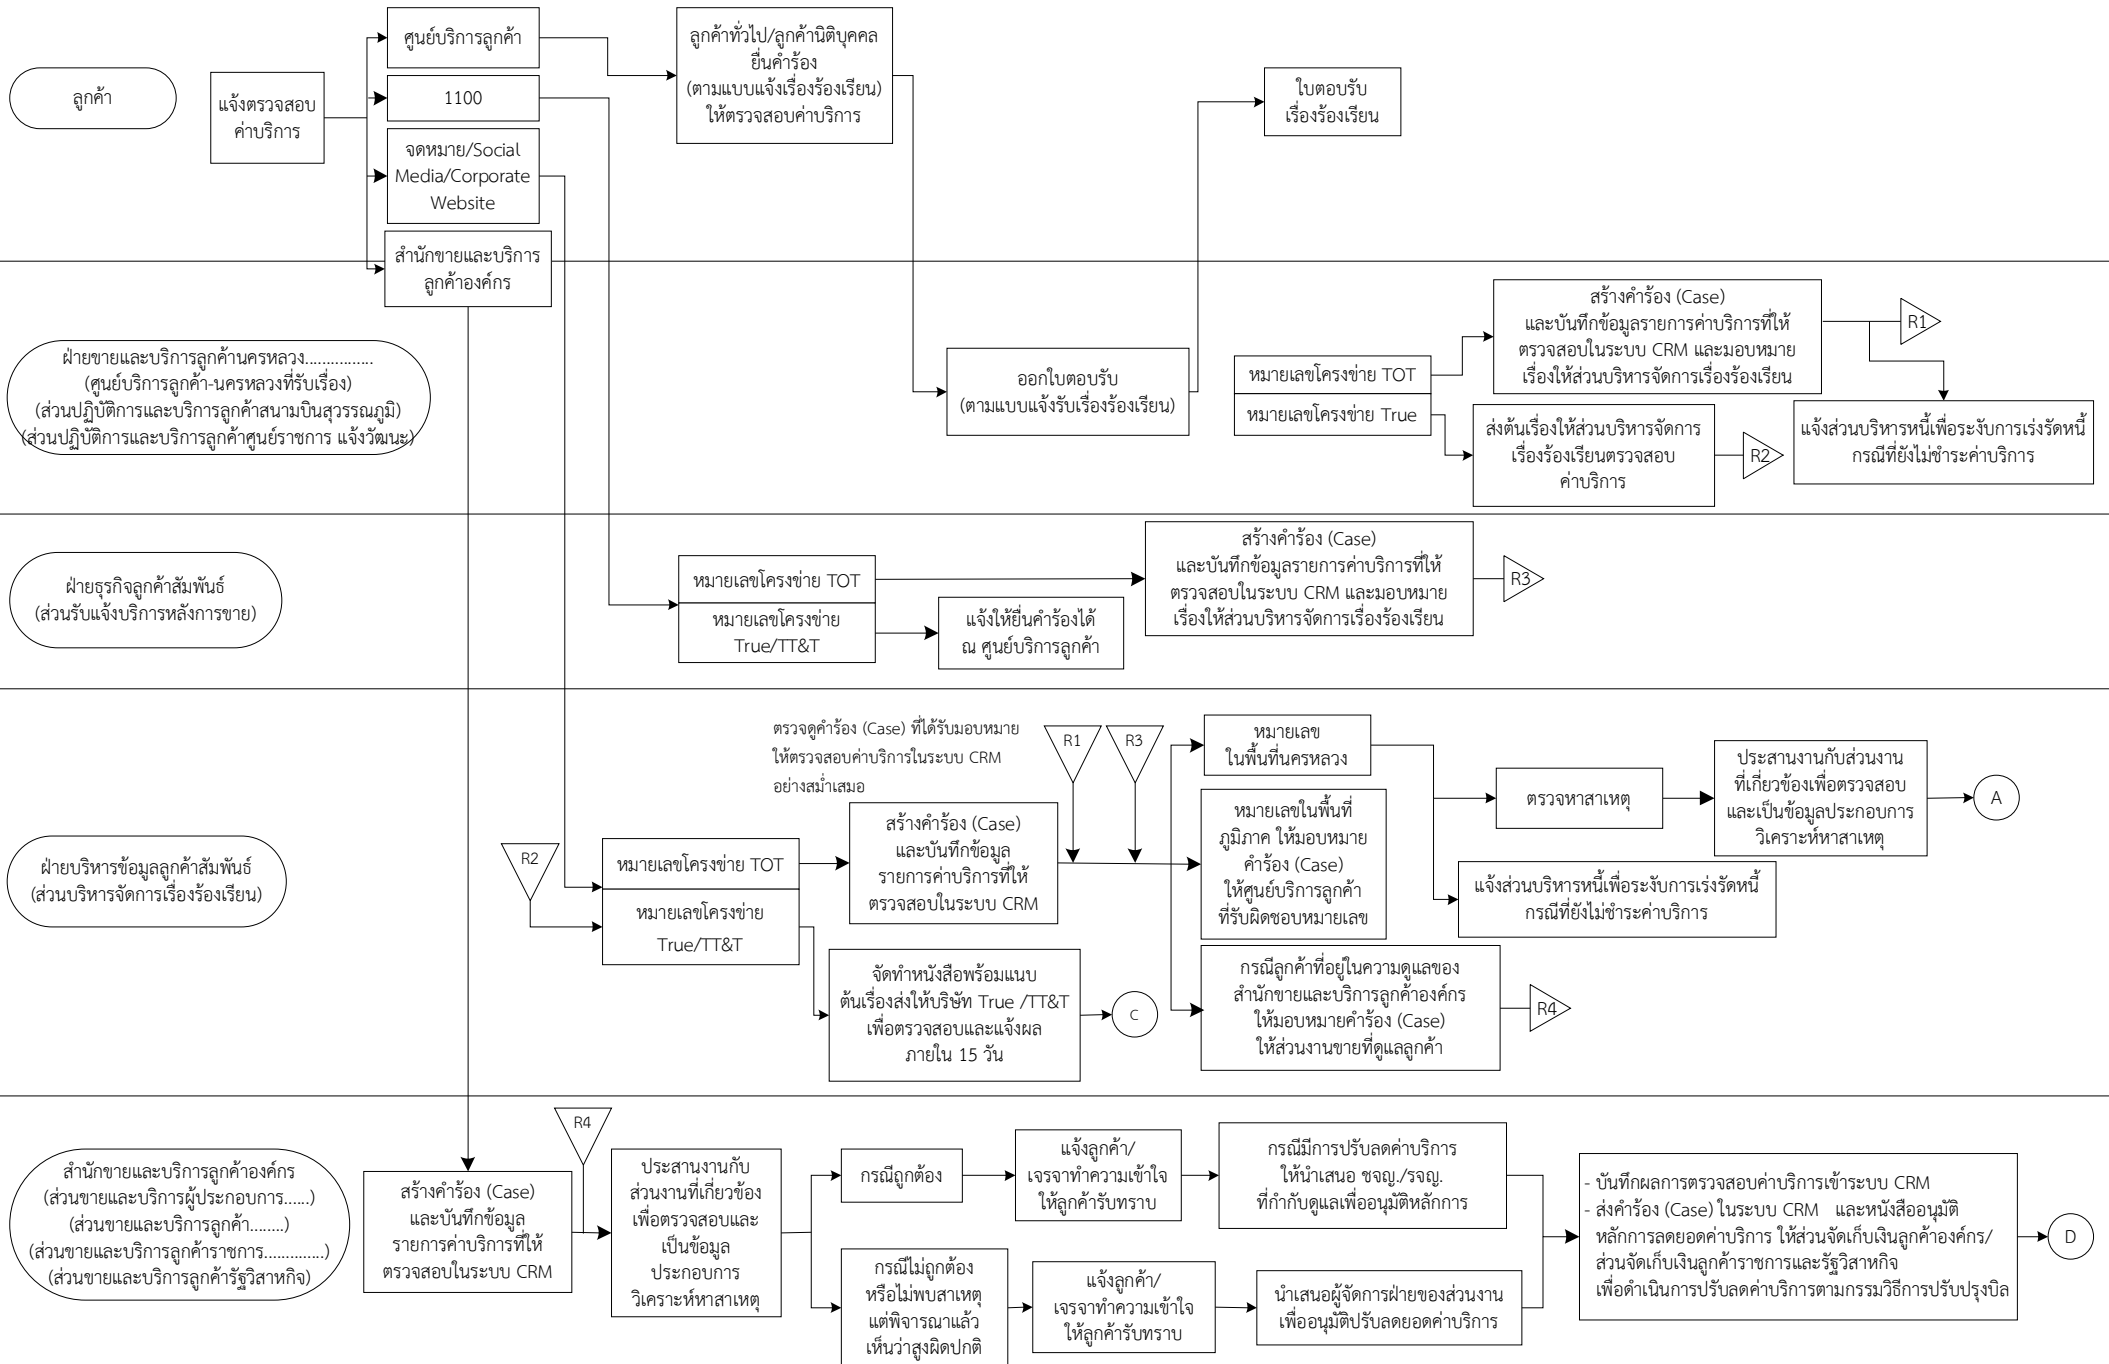 ลูกค้า
แจ้งตรวจสอบ
ค่าบริการ
ศูนย์บริการลูกค้า
1100
จดหมาย/Social
Media/Corporate
Website
สำนักขายและบริการ
ลูกค้าองค์กร
ลูกค้าทั่วไป/ลูกค้านิติบุคคล
ยื่นคำร้อง
(ตามแบบแจ้งเรื่องร้องเรียน)
ให้ตรวจสอบค่าบริการ
ใบตอบรับ
เรื่องร้องเรียน
ฝ่ายขายและบริการลูกค้านครหลวง................
(ศูนย์บริการลูกค้า-นครหลวงที่รับเรื่อง)
(ส่วนปฏิบัติการและบริการลูกค้าสนามบินสุวรรณภูมิ)
(ส่วนปฏิบัติการและบริการลูกค้าศูนย์ราชการ แจ้งวัฒนะ)
ออกใบตอบรับ
(ตามแบบแจ้งรับเรื่องร้องเรียน)
หมายเลขโครงข่าย TOT
หมายเลขโครงข่าย True
สร้างคำร้อง (Case)
และบันทึกข้อมูลรายการค่าบริการที่ให้
ตรวจสอบในระบบ CRM และมอบหมาย
เรื่องให้ส่วนบริหารจัดการเรื่องร้องเรียน
R1
ส่งต้นเรื่องให้ส่วนบริหารจัดการ
เรื่องร้องเรียนตรวจสอบ
ค่าบริการ
R2
แจ้งส่วนบริหารหนี้เพื่อระงับการเร่งรัดหนี้
กรณีที่ยังไม่ชำระค่าบริการ
ฝ่ายธุรกิจลูกค้าสัมพันธ์
(ส่วนรับแจ้งบริการหลังการขาย)
หมายเลขโครงข่าย TOT
หมายเลขโครงข่าย
True/TT&T
แจ้งให้ยื่นคำร้องได้
ณ ศูนย์บริการลูกค้า
สร้างคำร้อง (Case)
และบันทึกข้อมูลรายการค่าบริการที่ให้
ตรวจสอบในระบบ CRM และมอบหมาย
เรื่องให้ส่วนบริหารจัดการเรื่องร้องเรียน
R3
ฝ่ายบริหารข้อมูลลูกค้าสัมพันธ์
(ส่วนบริหารจัดการเรื่องร้องเรียน)
R2
หมายเลขโครงข่าย TOT
หมายเลขโครงข่าย
True/TT&T
ตรวจดูคำร้อง (Case) ที่ได้รับมอบหมาย
ให้ตรวจสอบค่าบริการในระบบ CRM
อย่างสม่ำเสมอ
สร้างคำร้อง (Case)
และบันทึกข้อมูล
รายการค่าบริการที่ให้
ตรวจสอบในระบบ CRM
R1
R3
จัดทำหนังสือพร้อมแนบ
ต้นเรื่องส่งให้บริษัท True /TT&T
เพื่อตรวจสอบและแจ้งผล
ภายใน 15 วัน
C
หมายเลข
ในพื้นที่นครหลวง
หมายเลขในพื้นที่
ภูมิภาค ให้มอบหมาย
คำร้อง (Case)
ให้ศูนย์บริการลูกค้า
ที่รับผิดชอบหมายเลข
กรณีลูกค้าที่อยู่ในความดูแลของ
สำนักขายและบริการลูกค้าองค์กร
ให้มอบหมายคำร้อง (Case)
ให้ส่วนงานขายที่ดูแลลูกค้า
R4
ตรวจหาสาเหตุ
ประสานงานกับส่วนงาน
ที่เกี่ยวข้องเพื่อตรวจสอบ
และเป็นข้อมูลประกอบการ
วิเคราะห์หาสาเหตุ
A
แจ้งส่วนบริหารหนี้เพื่อระงับการเร่งรัดหนี้
กรณีที่ยังไม่ชำระค่าบริการ
สำนักขายและบริการลูกค้าองค์กร
(ส่วนขายและบริการผู้ประกอบการ......)
(ส่วนขายและบริการลูกค้า........)
(ส่วนขายและบริการลูกค้าราชการ..............)
(ส่วนขายและบริการลูกค้ารัฐวิสาหกิจ)
สร้างคำร้อง (Case)
และบันทึกข้อมูล
รายการค่าบริการที่ให้
ตรวจสอบในระบบ CRM
R4
ประสานงานกับ
ส่วนงานที่เกี่ยวข้อง
เพื่อตรวจสอบและ
เป็นข้อมูล
ประกอบการ
วิเคราะห์หาสาเหตุ
กรณีถูกต้อง
แจ้งลูกค้า/
เจรจาทำความเข้าใจ
ให้ลูกค้ารับทราบ
กรณีมีการปรับลดค่าบริการ
ให้นำเสนอ ชจญ./รจญ.
ที่กำกับดูแลเพื่ออนุมัติหลักการ
กรณีไม่ถูกต้อง
หรือไม่พบสาเหตุ
แต่พิจารณาแล้ว
เห็นว่าสูงผิดปกติ
แจ้งลูกค้า/
เจรจาทำความเข้าใจ
ให้ลูกค้ารับทราบ
นำเสนอผู้จัดการฝ่ายของส่วนงาน
เพื่ออนุมัติปรับลดยอดค่าบริการ
- บันทึกผลการตรวจสอบค่าบริการเข้าระบบ CRM
- ส่งคำร้อง (Case) ในระบบ CRM และหนังสืออนุมัติ
หลักการลดยอดค่าบริการ ให้ส่วนจัดเก็บเงินลูกค้าองค์กร/
ส่วนจัดเก็บเงินลูกค้าราชการและรัฐวิสาหกิจ
เพื่อดำเนินการปรับลดค่าบริการตามกรรมวิธีการปรับปรุงบิล
D